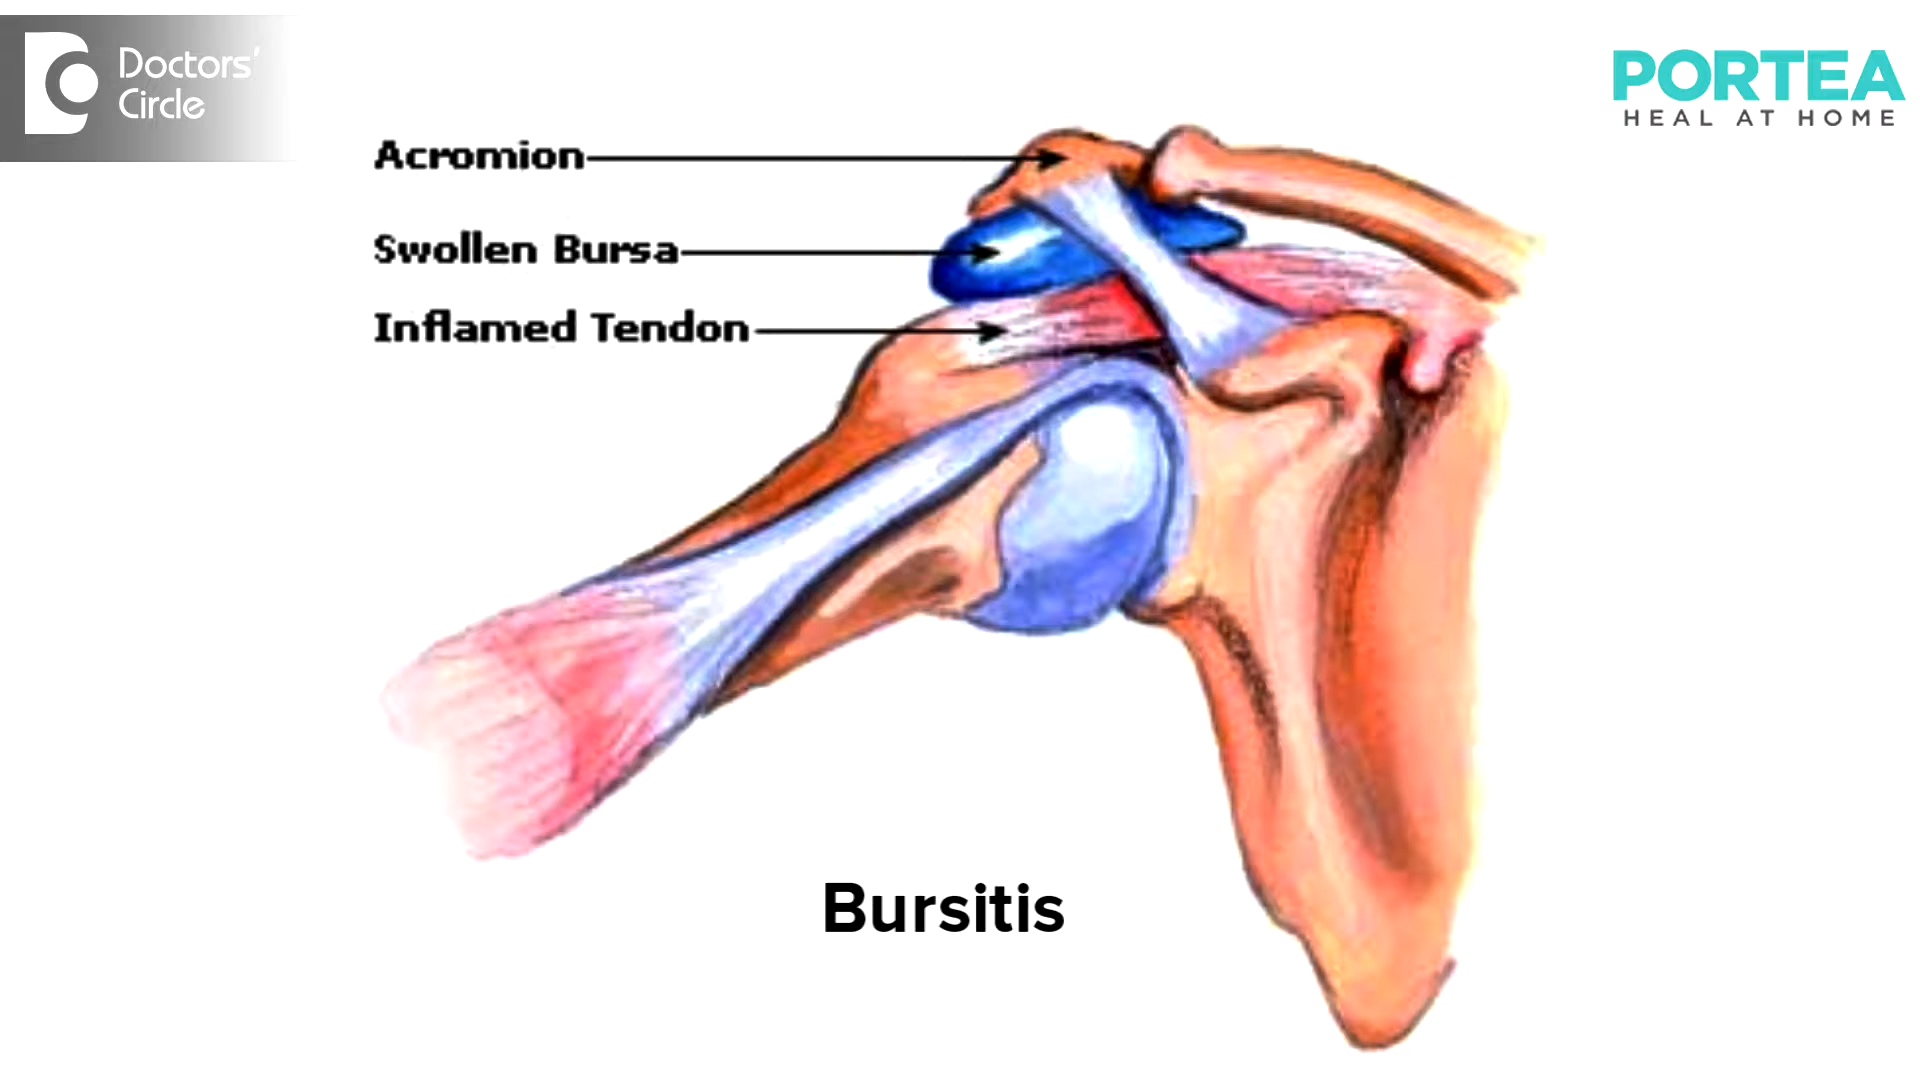 Doctors'
Circle
PORTEA
HEAL AT HOME
Acromion
Swollen Bursa
Inflamed Tendon
Bursitis